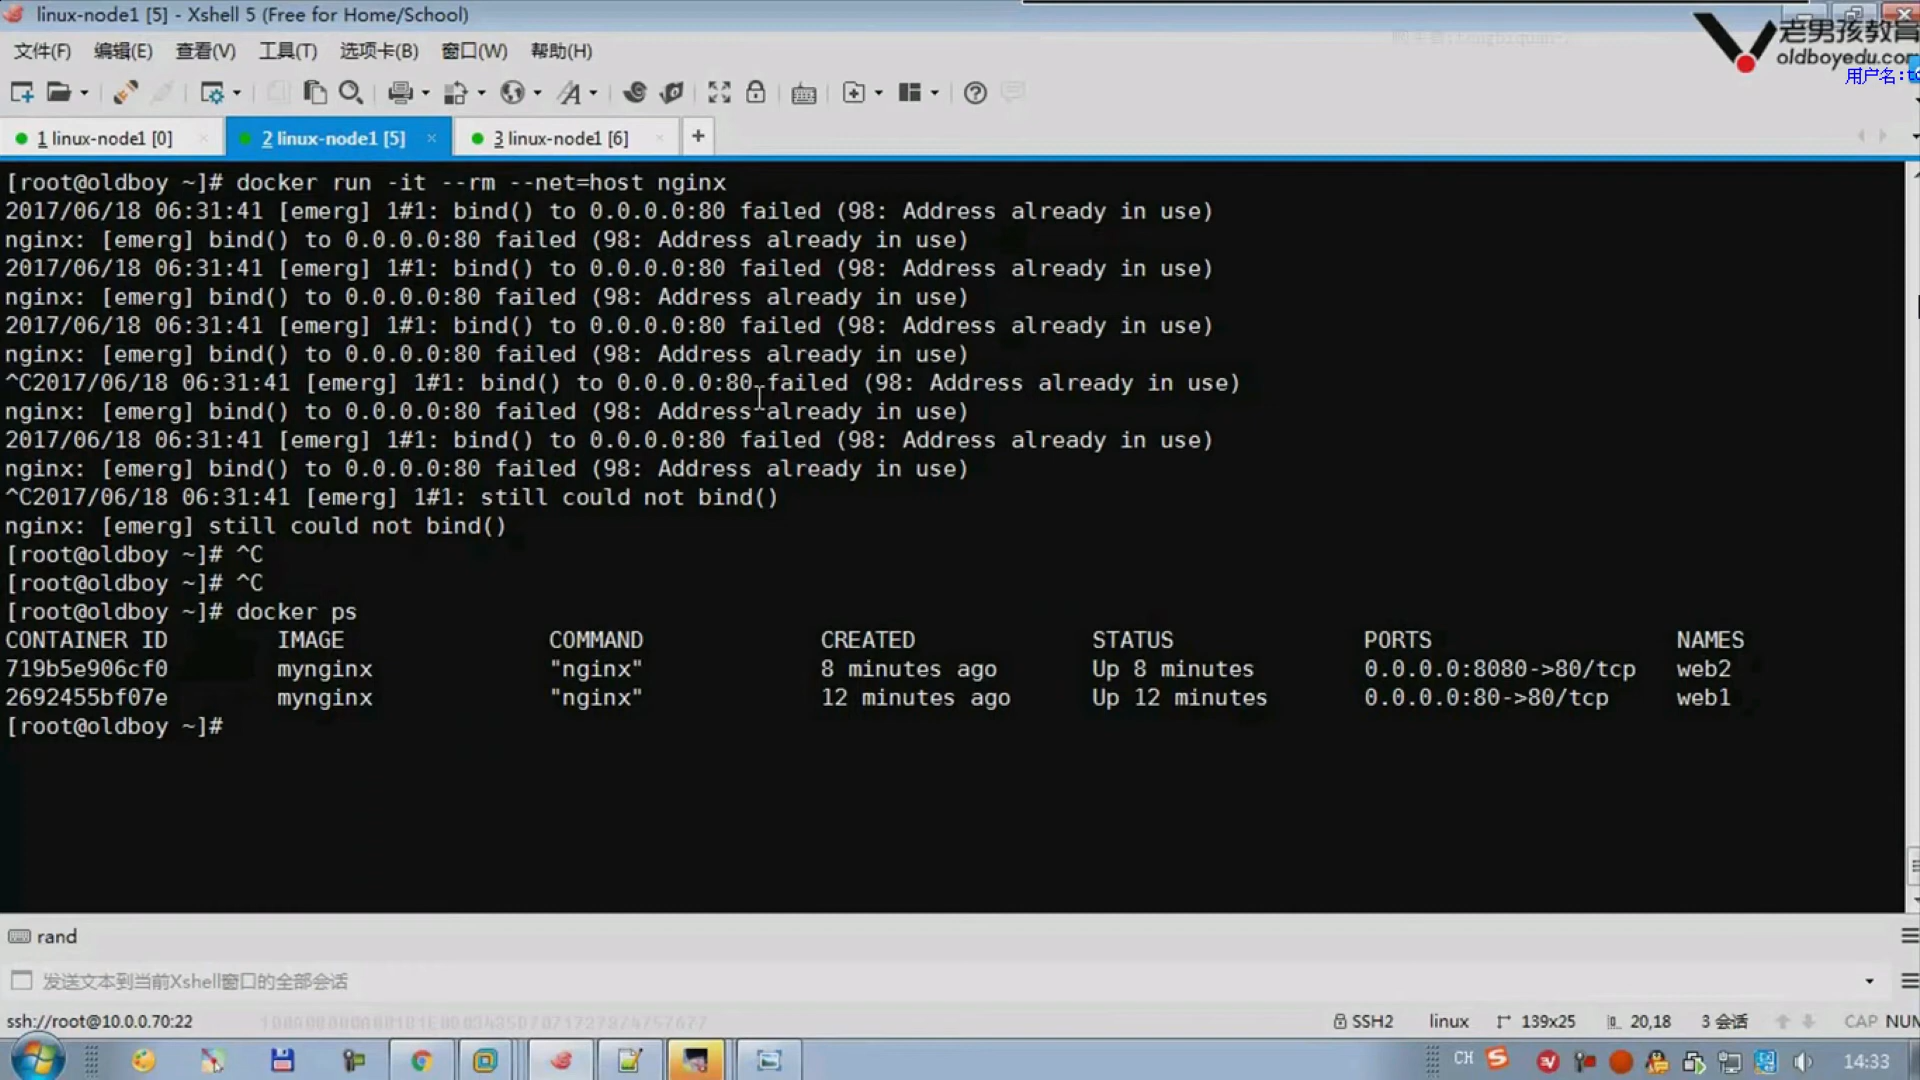 linux-node1 [5] - Xshell 5 (Free for Home/School)
文件(F) 编辑(E) 查看(V) 工具(T) 选项卡(B) 窗口(W) 帮助(H)
老男孩教育
oldboyedu.com
用户名:to
1 linux-node1 [0] 2 linux-node1 [5] 3 linux-node1 [6] +
[root@oldboy ~]# docker run -it --rm --net=host nginx
2017/06/18 06:31:41 [emerg] 1#1: bind() to 0.0.0.0:80 failed (98: Address already in use)
nginx: [emerg] bind() to 0.0.0.0:80 failed (98: Address already in use)
2017/06/18 06:31:41 [emerg] 1#1: bind() to 0.0.0.0:80 failed (98: Address already in use)
nginx: [emerg] bind() to 0.0.0.0:80 failed (98: Address already in use)
2017/06/18 06:31:41 [emerg] 1#1: bind() to 0.0.0.0:80 failed (98: Address already in use)
nginx: [emerg] bind() to 0.0.0.0:80 failed (98: Address already in use)
^C2017/06/18 06:31:41 [emerg] 1#1: bind() to 0.0.0.0:80 failed (98: Address already in use)
nginx: [emerg] bind() to 0.0.0.0:80 failed (98: Address already in use)
2017/06/18 06:31:41 [emerg] 1#1: bind() to 0.0.0.0:80 failed (98: Address already in use)
nginx: [emerg] bind() to 0.0.0.0:80 failed (98: Address already in use)
^C2017/06/18 06:31:41 [emerg] 1#1: still could not bind()
nginx: [emerg] still could not bind()
[root@oldboy ~]# ^C
[root@oldboy ~]# ^C
[root@oldboy ~]# docker ps
CONTAINER ID IMAGE COMMAND CREATED STATUS PORTS NAMES
719b5e906cf0 mynginx "nginx" 8 minutes ago Up 8 minutes 0.0.0.0:8080->80/tcp web2
2692455bf07e mynginx "nginx" 12 minutes ago Up 12 minutes 0.0.0.0:80->80/tcp web1
[root@oldboy ~]#
rand
发送文本到当前Xshell窗口的全部会话
ssh://root@10.0.0.70:22 SSH2 linux 139x25 20,18 3 会话 CAP NUM
CH 14:33